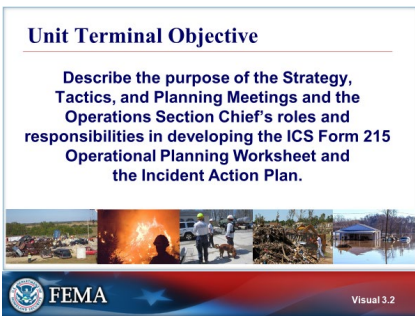 Unit Terminal Objective
Describe the purpose of the Strategy,
Tactics, and Planning Meetings and the
Operations Section Chief's roles and
responsibilities in developing the ICS Form 215
Operational Planning Worksheet and
the Incident Action Plan.
FEMA
Visual 3.2